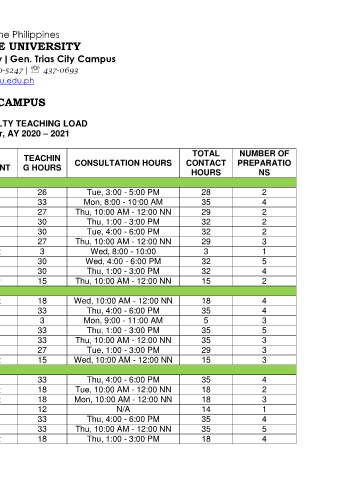 he Philippines
E UNIVERSITY
y | Gen. Trias City Campus
0-5247 | ☏ 437-0693
u.edu.ph
CAMPUS
LTY TEACHING LOAD
r, AY 2020 – 2021
NT TEACHIN G HOURS CONSULTATION HOURS TOTAL CONTACT HOURS NUMBER OF PREPARATIO NS
26 Tue, 3:00 - 5:00 PM 28 2
33 Mon, 8:00 - 10:00 AM 35 4
27 Thu, 10:00 AM - 12:00 NN 29 2
30 Thu, 1:00 - 3:00 PM 32 2
30 Tue, 4:00 - 6:00 PM 32 2
27 Thu, 10:00 AM - 12:00 NN 29 3
3 Wed, 8:00 - 10:00 3 1
30 Wed, 4:00 - 6:00 PM 32 5
30 Thu, 1:00 - 3:00 PM 32 4
15 Thu, 10:00 AM - 12:00 NN 15 2
18 Wed, 10:00 AM - 12:00 NN 18 4
33 Thu, 4:00 - 6:00 PM 35 4
3 Mon, 9:00 - 11:00 AM 5 3
33 Thu, 1:00 - 3:00 PM 35 5
33 Thu, 10:00 AM - 12:00 NN 35 3
27 Tue, 1:00 - 3:00 PM 29 3
15 Wed, 10:00 AM - 12:00 NN 15 3
33 Thu, 4:00 - 6:00 PM 35 4
18 Tue, 10:00 AM - 12:00 NN 18 2
18 Mon, 10:00 AM - 12:00 NN 18 3
12 N/A 14 1
33 Thu, 4:00 - 6:00 PM 35 4
33 Thu, 10:00 AM - 12:00 NN 35 5
18 Thu, 1:00 - 3:00 PM 18 4